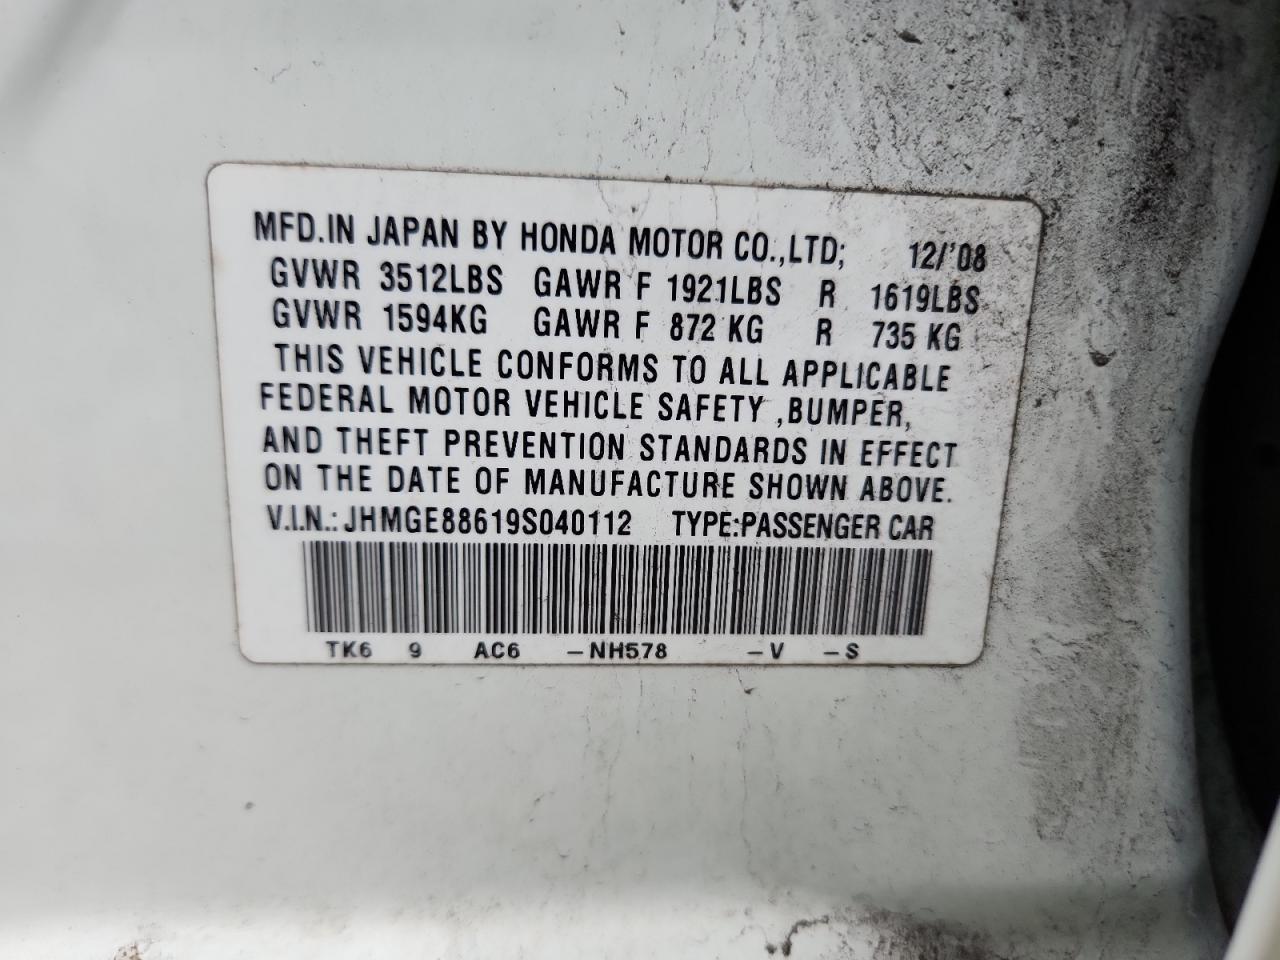 MFD.IN JAPAN BY HONDA MOTOR CO.,LTD; 12/'08
GVWR 3512LBS GAWR F 1921LBS R 1619LBS
GVWR 1594KG GAWR F 872 KG R 735 KG
THIS VEHICLE CONFORMS TO ALL APPLICABLE
FEDERAL MOTOR VEHICLE SAFETY ,BUMPER,
AND THEFT PREVENTION STANDARDS IN EFFECT
ON THE DATE OF MANUFACTURE SHOWN ABOVE.
V.I.N.: JHMGE88619S040112 TYPE:PASSENGER CAR
TK6 9 AC6 -NH578 -V -S